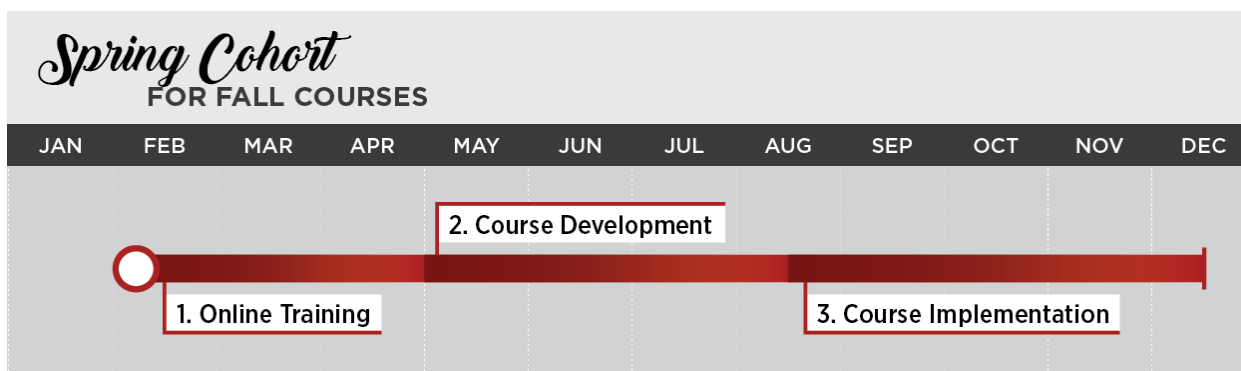 Spring Cohort
FOR FALL COURSES
JAN FEB MAR APR MAY JUN JUL AUG SEP OCT NOV DEC
2. Course Development
1. Online Training
3. Course Implementation